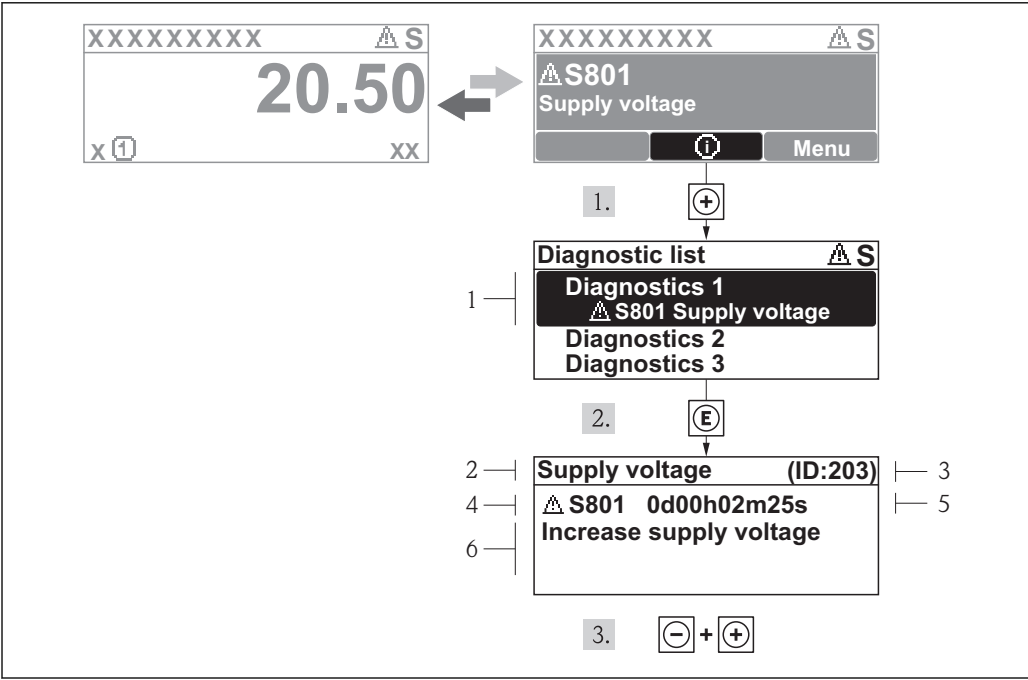 XXXXXXXXX ⚠ S
20.50
x ① xx
XXXXXXXXX ⚠ S
⚠ S801
Supply voltage
ⓘ Menu
1. +
Diagnostic list ⚠ S
1
Diagnostics 1
⚠ S801 Supply voltage
Diagnostics 2
Diagnostics 3
2. E
2 Supply voltage (ID:203) 3
4 ⚠ S801 0d00h02m25s 5
6 Increase supply voltage
3. - + +